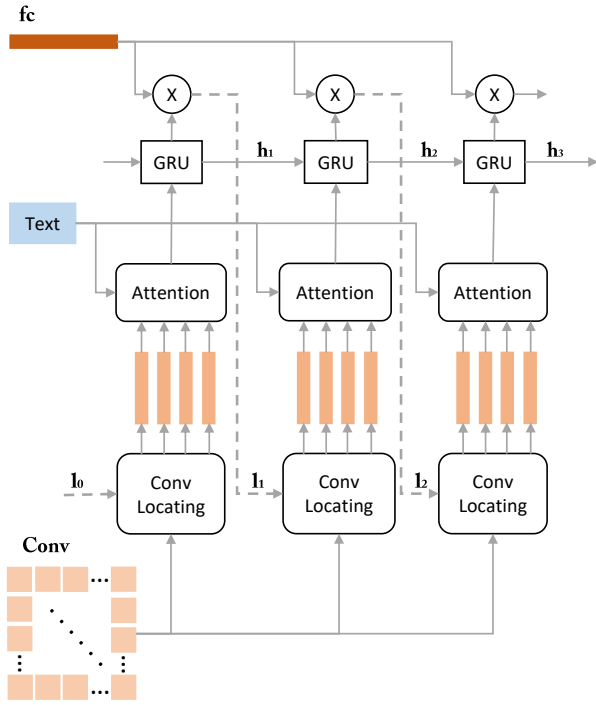 fc
X X X
GRU h₁ GRU h₂ GRU h₃
Text
Attention Attention Attention
l₀ Conv Locating l₁ Conv Locating l₂ Conv Locating
Conv